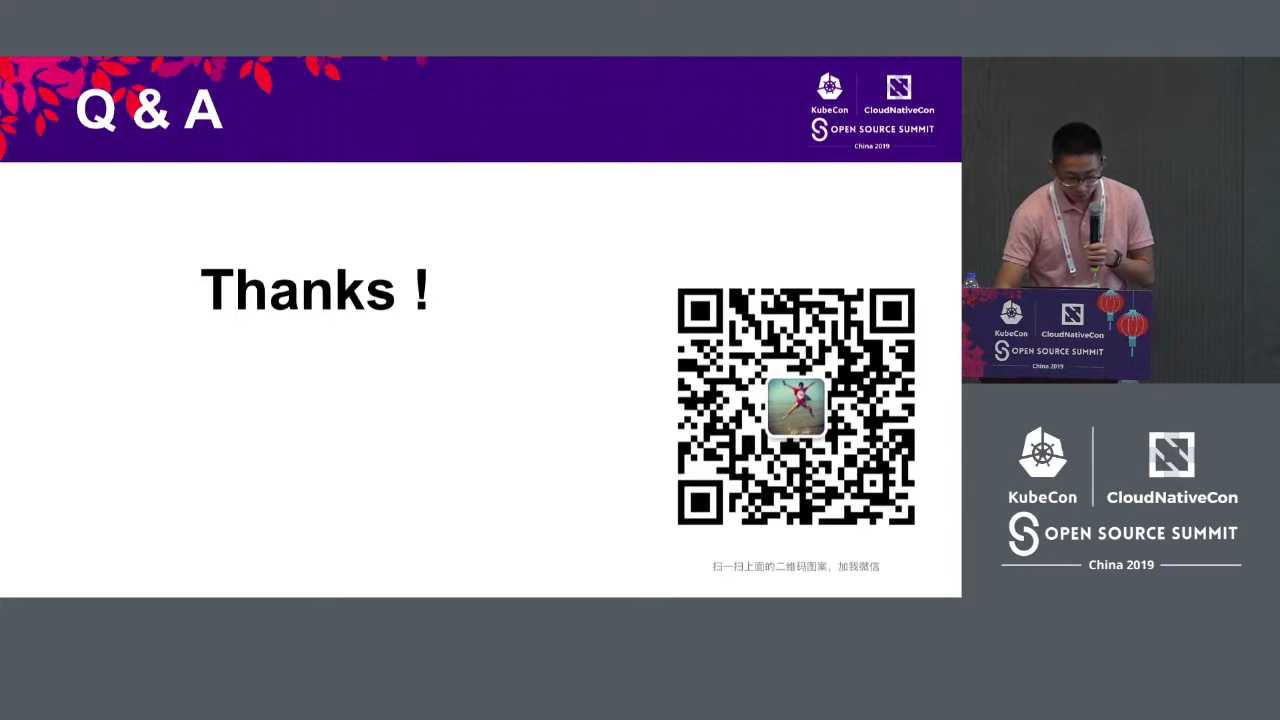 Q & A
KubeCon
CloudNativeCon
OPEN SOURCE SUMMIT
China 2019
Thanks！
扫一扫上面的二维码图案，加我微信
KubeCon
CloudNativeCon
OPEN SOURCE SUMMIT
China 2019
KubeCon
CloudNativeCon
OPEN SOURCE SUMMIT
China 2019